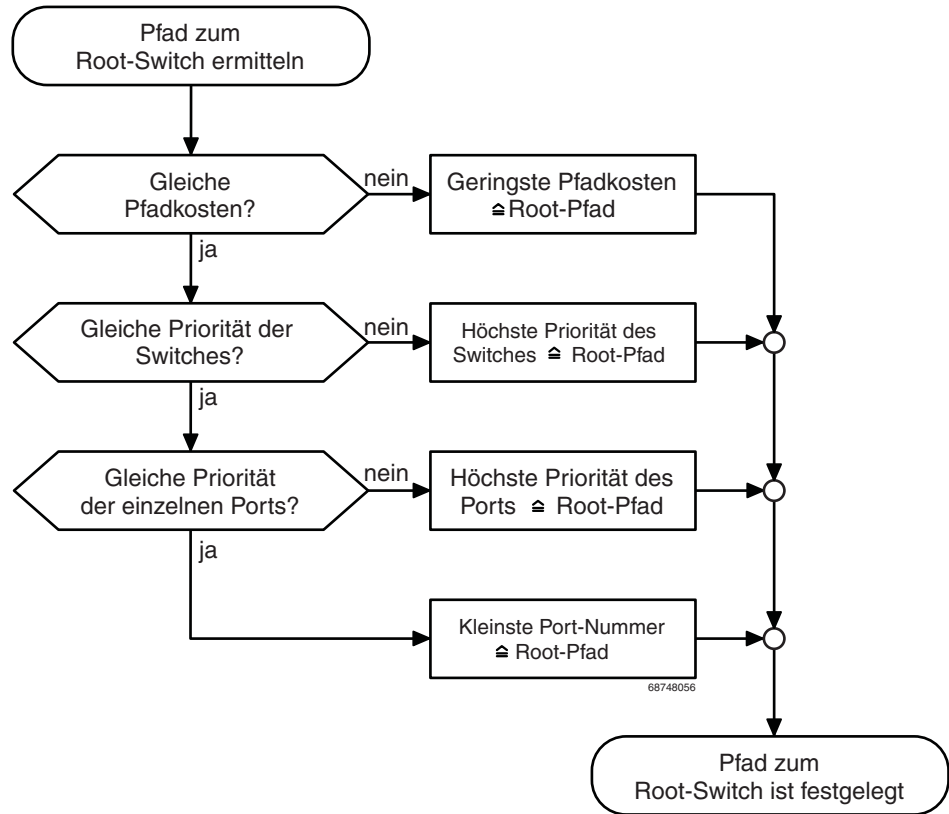 Pfad zum
Root-Switch ermitteln
Gleiche
Pfadkosten?
nein
Geringste Pfadkosten
≙ Root-Pfad
ja
Gleiche Priorität der
Switches?
nein
Höchste Priorität des
Switches ≙ Root-Pfad
ja
Gleiche Priorität
der einzelnen Ports?
nein
Höchste Priorität des
Ports ≙ Root-Pfad
ja
Kleinste Port-Nummer
≙ Root-Pfad
68748056
Pfad zum
Root-Switch ist festgelegt